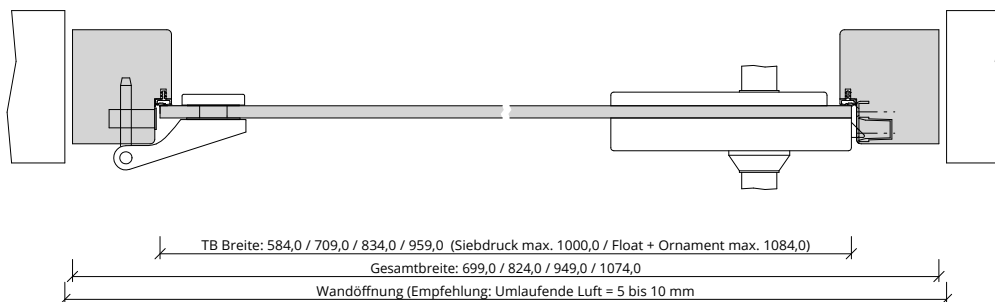 TB Breite: 584,0 / 709,0 / 834,0 / 959,0 (Siebdruck max. 1000,0 / Float + Ornament max. 1084,0)
Gesamtbreite: 699,0 / 824,0 / 949,0 / 1074,0
Wandöffnung (Empfehlung: Umlaufende Luft = 5 bis 10 mm